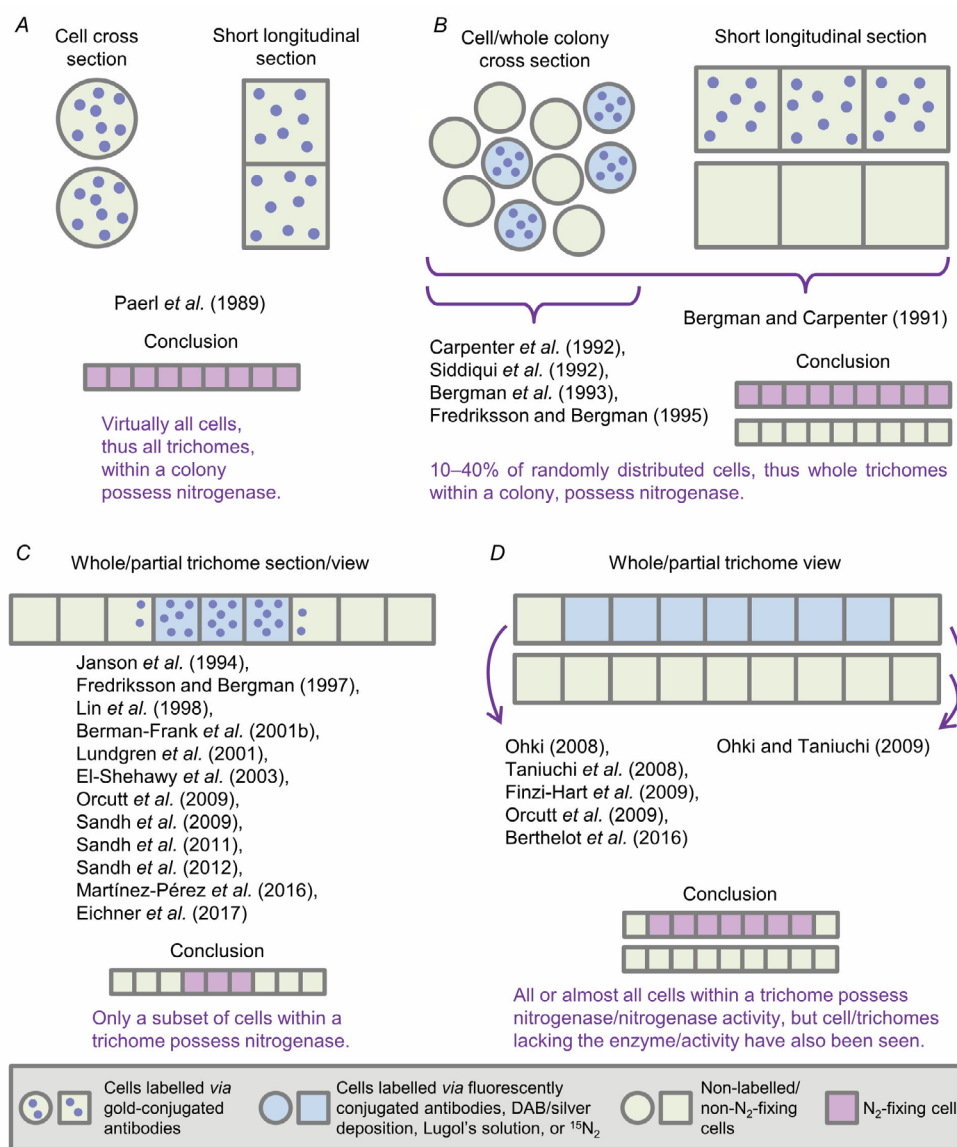 A
Cell cross
section
Short longitudinal
section
Paerl et al. (1989)
Conclusion
Virtually all cells,
thus all trichomes,
within a colony
possess nitrogenase.
B
Cell/whole colony
cross section
Short longitudinal section
Carpenter et al. (1992),
Siddiqui et al. (1992),
Bergman et al. (1993),
Fredriksson and Bergman (1995)
Bergman and Carpenter (1991)
Conclusion
10–40% of randomly distributed cells, thus whole trichomes
within a colony, possess nitrogenase.
C
Whole/partial trichome section/view
Janson et al. (1994),
Fredriksson and Bergman (1997),
Lin et al. (1998),
Berman-Frank et al. (2001b),
Lundgren et al. (2001),
El-Shehawy et al. (2003),
Orcutt et al. (2009),
Sandh et al. (2009),
Sandh et al. (2011),
Sandh et al. (2012),
Martínez-Pérez et al. (2016),
Eichner et al. (2017)
Conclusion
Only a subset of cells within a
trichome possess nitrogenase.
D
Whole/partial trichome view
Ohki (2008),
Taniuchi et al. (2008),
Finzi-Hart et al. (2009),
Orcutt et al. (2009),
Berthelot et al. (2016)
Ohki and Taniuchi (2009)
Conclusion
All or almost all cells within a trichome possess
nitrogenase/nitrogenase activity, but cell/trichomes
lacking the enzyme/activity have also been seen.
Cells labelled via
gold-conjugated
antibodies
Cells labelled via fluorescently
conjugated antibodies, DAB/silver
deposition, Lugol's solution, or ¹⁵N₂
Non-labelled/
non-N₂-fixing
cells
N₂-fixing cell